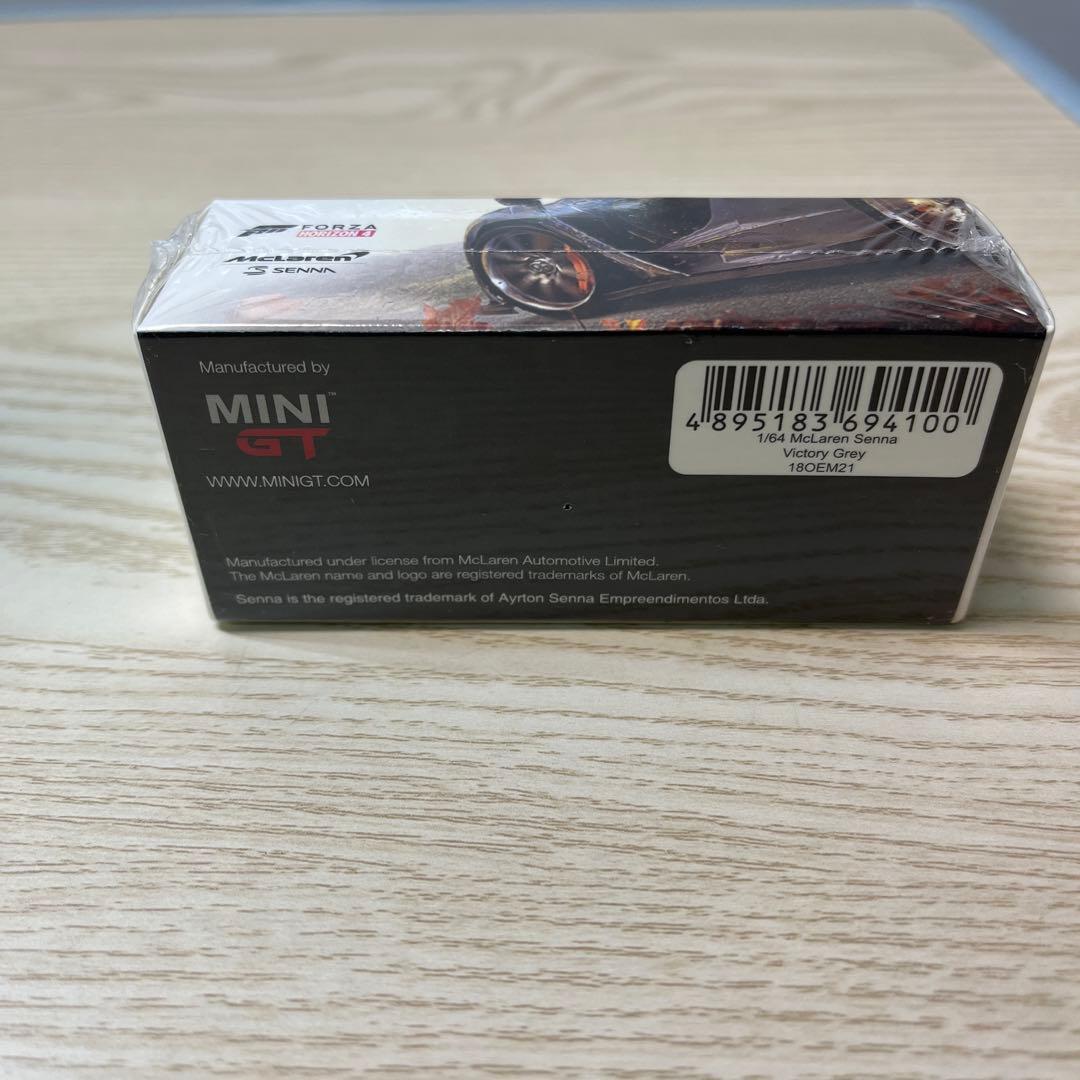 FORZA
HORIZON 4
McLaren
SENNA
Manufactured by
MINI™
GT
WWW.MINIGT.COM
4 895183 694100
1/64 McLaren Senna
Victory Grey
18OEM21
Manufactured under license from McLaren Automotive Limited.
The McLaren name and logo are registered trademarks of McLaren.
Senna is the registered trademark of Ayrton Senna Empreendimentos Ltda.